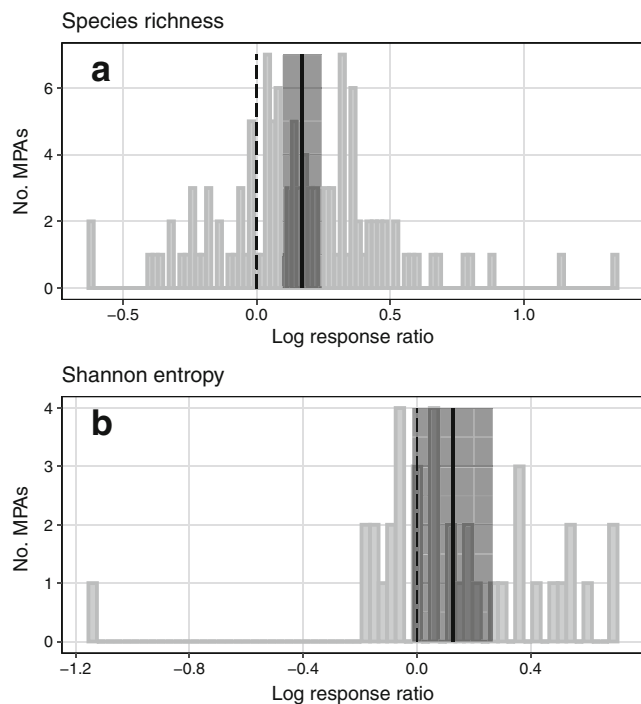 Species richness
a
No. MPAs
6
4
2
0
−0.5 0.0 0.5 1.0
Log response ratio
Shannon entropy
b
No. MPAs
4
3
2
1
0
−1.2 −0.8 −0.4 0.0 0.4
Log response ratio